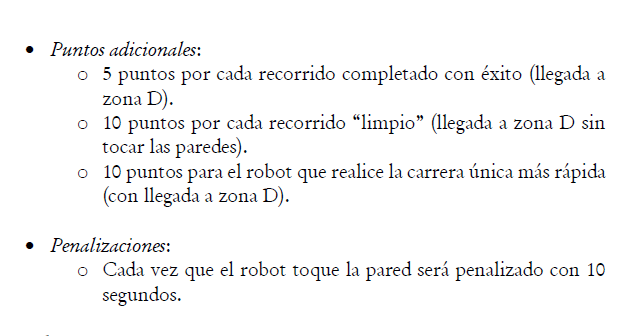 • Puntos adicionales:
o 5 puntos por cada recorrido completado con éxito (llegada a
zona D).
o 10 puntos por cada recorrido “limpio” (llegada a zona D sin
tocar las paredes).
o 10 puntos para el robot que realice la carrera única más rápida
(con llegada a zona D).
• Penalizaciones:
o Cada vez que el robot toque la pared será penalizado con 10
segundos.